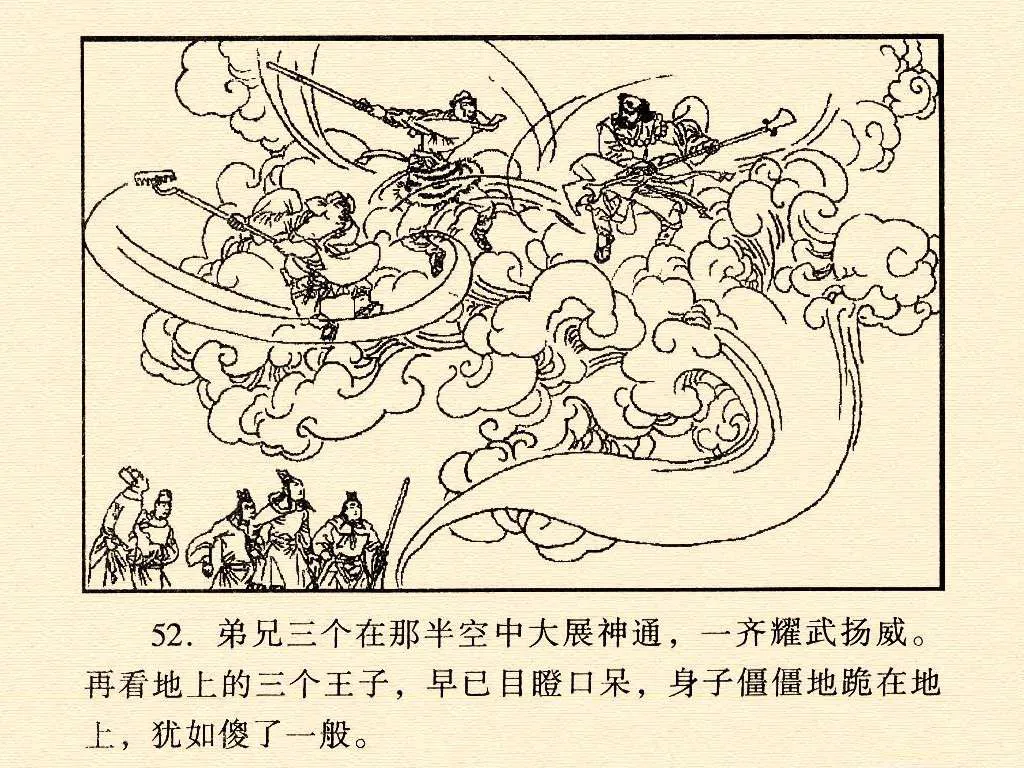 52. 弟兄三个在那半空中大展神通，一齐耀武扬威。
再看地上的三个王子，早已目瞪口呆，身子僵僵地跪在地
上，犹如傻了一般。